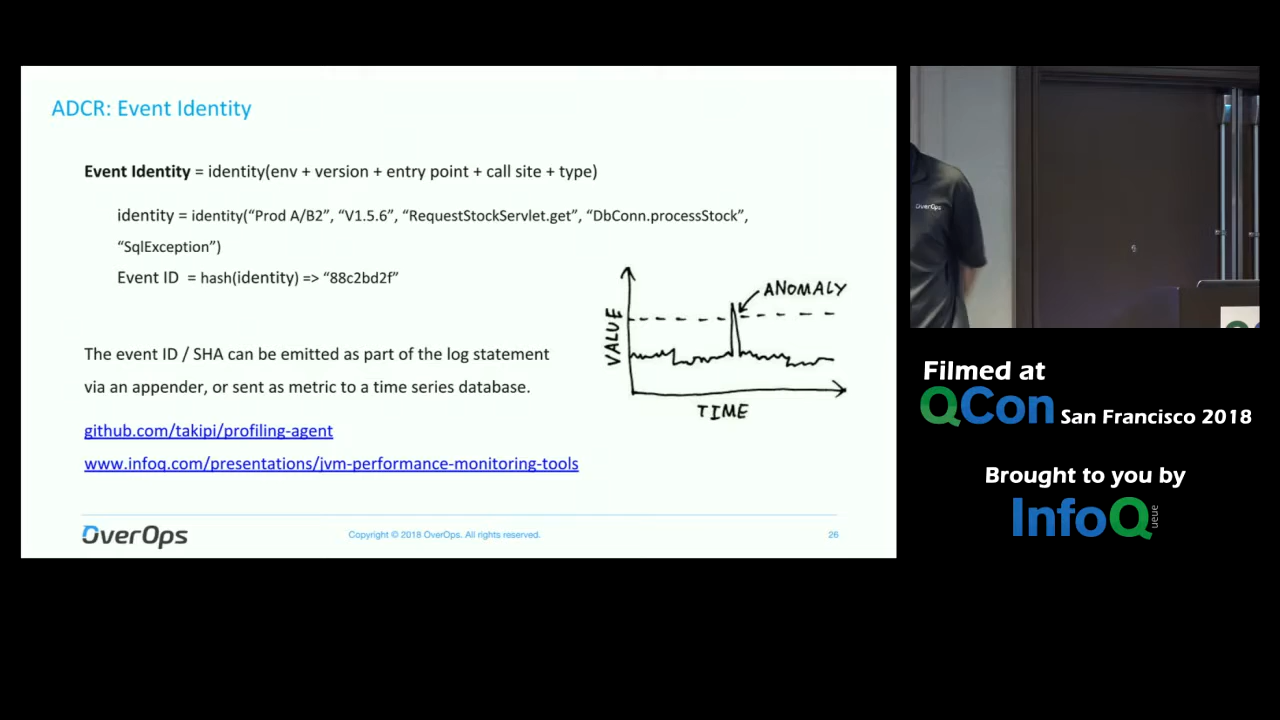 ADCR: Event Identity
Event Identity = identity(env + version + entry point + call site + type)
identity = identity(“Prod A/B2”, “V1.5.6”, “RequestStockServlet.get”, “DbConn.processStock”,
“SqlException”)
Event ID = hash(identity) => “88c2bd2f”
The event ID / SHA can be emitted as part of the log statement
via an appender, or sent as metric to a time series database.
github.com/takipi/profiling-agent
www.infoq.com/presentations/jvm-performance-monitoring-tools
ANOMALY
VALUE
TIME
OverOps
Copyright © 2018 OverOps. All rights reserved.
26
OverOps
Filmed at
QCon San Francisco 2018
Brought to you by
InfoQ
ueue